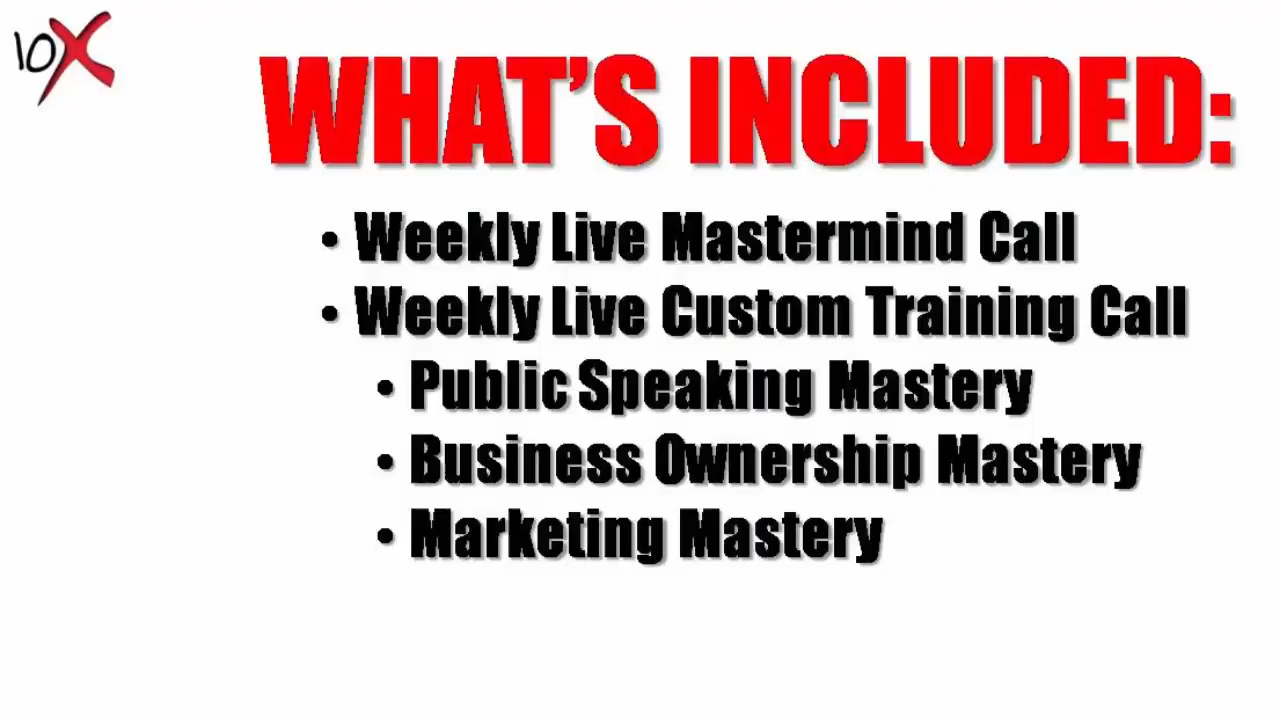 10X
WHAT'S INCLUDED:
• Weekly Live Mastermind Call
• Weekly Live Custom Training Call
• Public Speaking Mastery
• Business Ownership Mastery
• Marketing Mastery